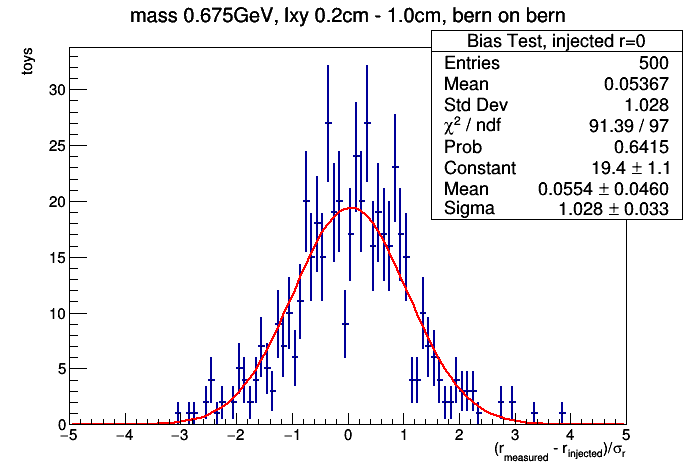 mass 0.675GeV, lxy 0.2cm - 1.0cm, bern on bern
toys
Bias Test, injected r=0
Entries 500
Mean 0.05367
Std Dev 1.028
χ² / ndf 91.39 / 97
Prob 0.6415
Constant 19.4 ± 1.1
Mean 0.0554 ± 0.0460
Sigma 1.028 ± 0.033
30
25
20
15
10
5
0
−5 −4 −3 −2 −1 0 1 2 3 4 5
(r_measured - r_injected)/σ_r